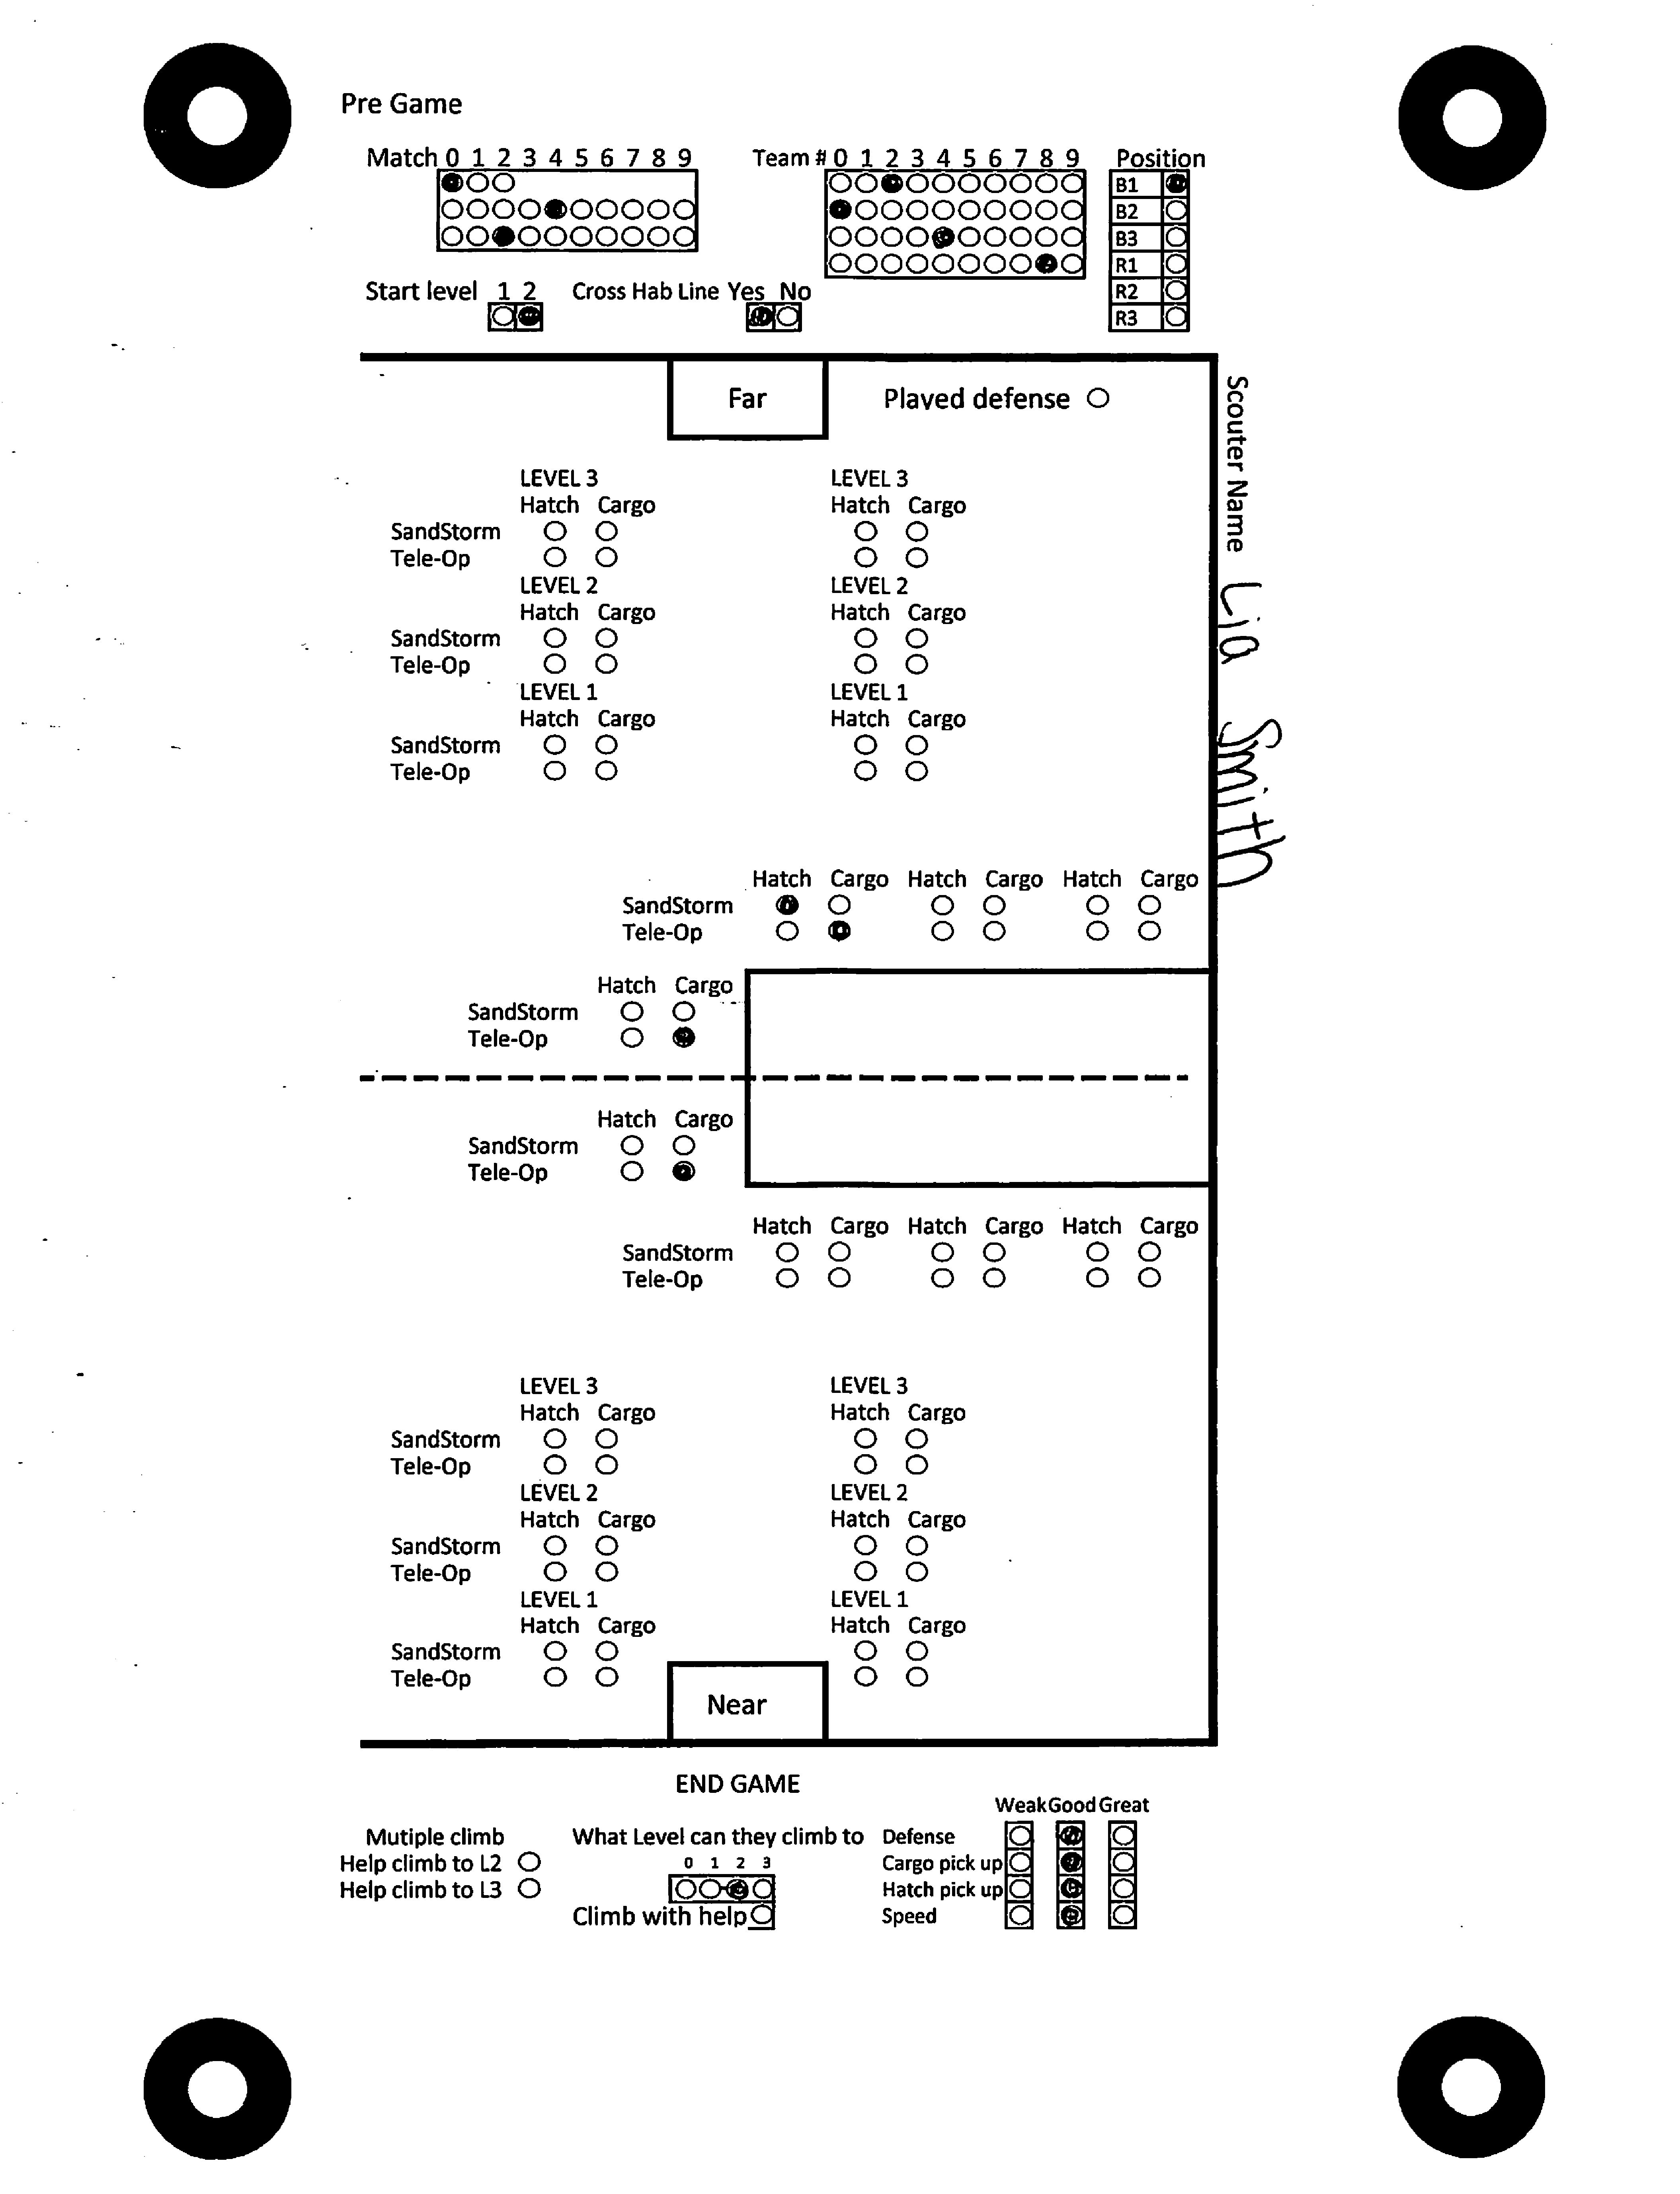 Pre Game
Match 0 1 2 3 4 5 6 7 8 9
Team # 0 1 2 3 4 5 6 7 8 9
Position
B1
B2
B3
R1
R2
R3
Start level 1 2
Cross Hab Line Yes No
Far
Played defense
Scouter Name Lia Smith
LEVEL 3 LEVEL 3
Hatch Cargo Hatch Cargo
SandStorm
Tele-Op
LEVEL 2 LEVEL 2
Hatch Cargo Hatch Cargo
SandStorm
Tele-Op
LEVEL 1 LEVEL 1
Hatch Cargo Hatch Cargo
SandStorm
Tele-Op
Hatch Cargo Hatch Cargo Hatch Cargo
SandStorm
Tele-Op
Hatch Cargo
SandStorm
Tele-Op
Hatch Cargo
SandStorm
Tele-Op
Hatch Cargo Hatch Cargo Hatch Cargo
SandStorm
Tele-Op
LEVEL 3 LEVEL 3
Hatch Cargo Hatch Cargo
SandStorm
Tele-Op
LEVEL 2 LEVEL 2
Hatch Cargo Hatch Cargo
SandStorm
Tele-Op
LEVEL 1 LEVEL 1
Hatch Cargo Hatch Cargo
SandStorm
Tele-Op
Near
END GAME
Mutiple climb
Help climb to L2
Help climb to L3
What Level can they climb to
0 1 2 3
Climb with help
Weak Good Great
Defense
Cargo pick up
Hatch pick up
Speed